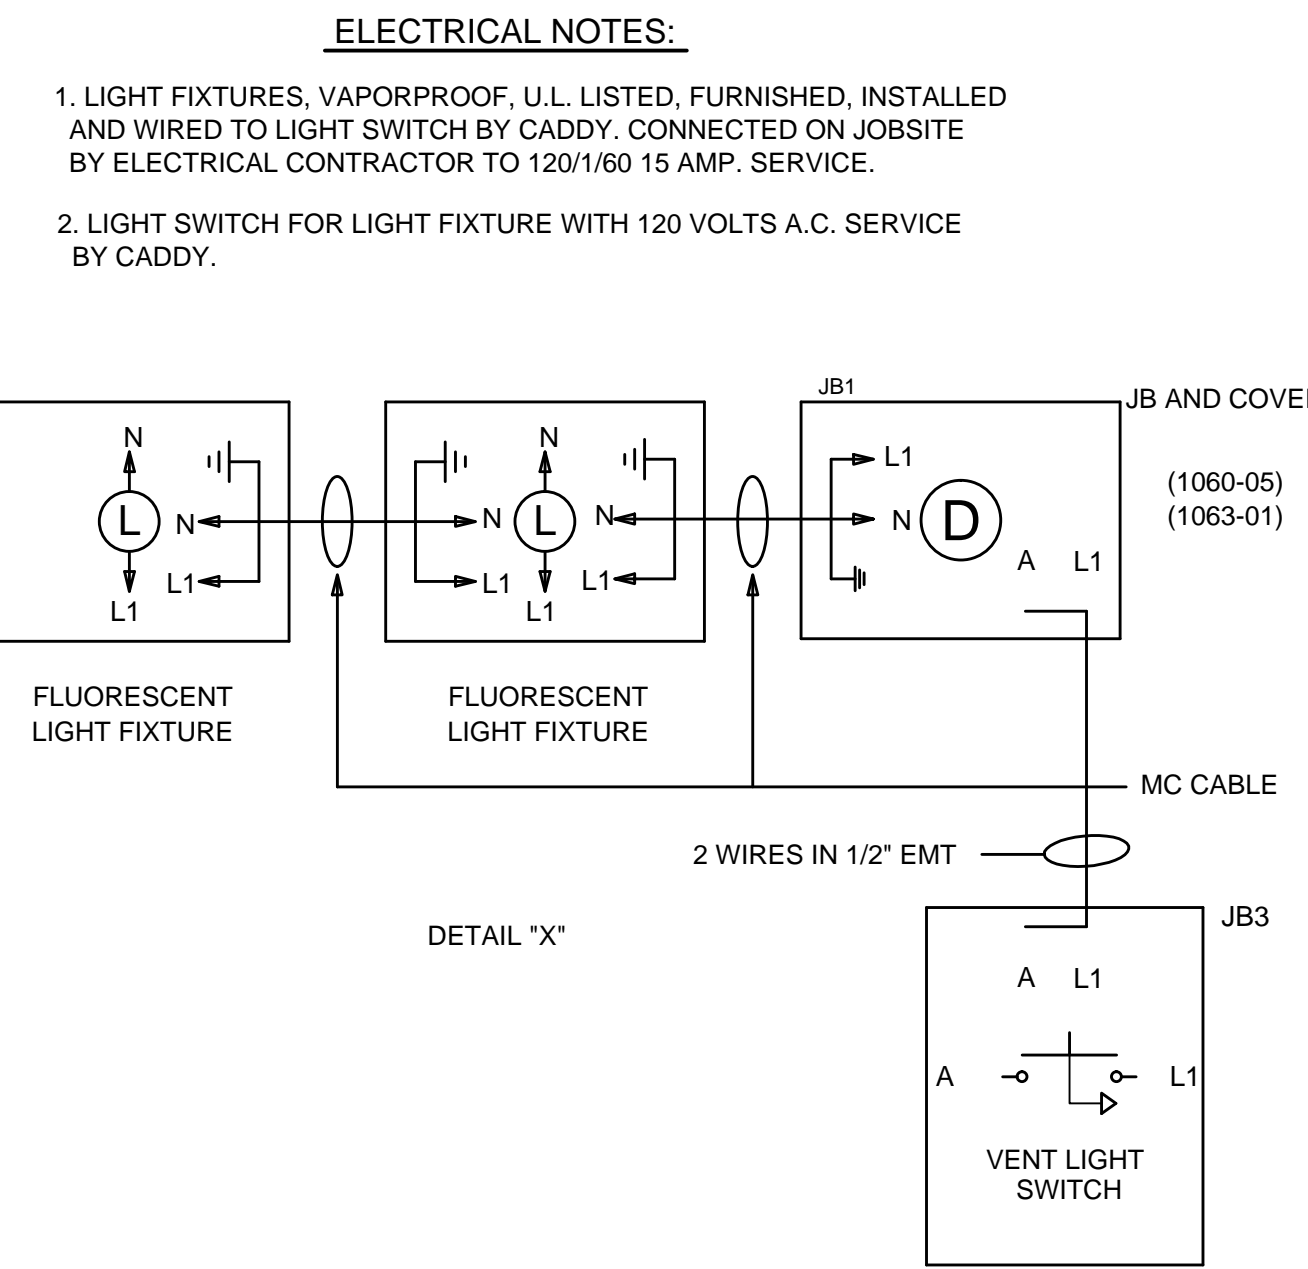 ELECTRICAL NOTES:
1. LIGHT FIXTURES, VAPORPROOF, U.L. LISTED, FURNISHED, INSTALLED
AND WIRED TO LIGHT SWITCH BY CADDY. CONNECTED ON JOBSITE
BY ELECTRICAL CONTRACTOR TO 120/1/60 15 AMP. SERVICE.
2. LIGHT SWITCH FOR LIGHT FIXTURE WITH 120 VOLTS A.C. SERVICE
BY CADDY.
JB1
JB AND
(1060-05)
(1063-01)
N
L
N
L1
L1
N
L1
N
L
N
L1
L1
L1
N
D
A L1
FLUORESCENT
LIGHT FIXTURE
FLUORESCENT
LIGHT FIXTURE
MC CABLE
2 WIRES IN 1/2" EMT
DETAIL "X"
JB3
A L1
A
L1
VENT LIGHT
SWITCH